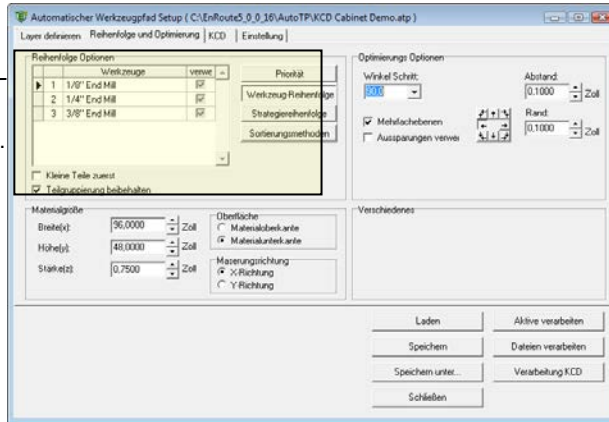 Automatischer Werkzeugpfad Setup ( C:\EnRoute5_0_0_16\AutoTP\KCD Cabinet Demo.atp )
Layer definieren Reihenfolge und Optimierung KCD Einstellung
Reihenfolge Optionen
Werkzeuge verwe
1 1/8" End Mill
2 1/4" End Mill
3 3/8" End Mill
Priorität
Werkzeug-Reihenfolge
Strategiereihenfolge
Sortierungsmethoden
Kleine Teile zuerst
Teilgruppierung beibehalten
Optimierungs Optionen
Winkel Schritt:
90,0
Mehrfachebenen
Aussparungen verwer
Abstand:
0,1000 Zoll
Rand:
0,1000 Zoll
Materialgröße
Breite(x): 96,0000 Zoll
Höhe(y): 48,0000 Zoll
Stärke(z): 0,7500 Zoll
Oberfläche
Materialoberkante
Materialunterkante
Maserungsrichtung
X-Richtung
Y-Richtung
Verschiedenes
Laden
Speichern
Speichern unter...
Schließen
Aktive verarbeiten
Dateien verarbeiten
Verarbeitung KCD